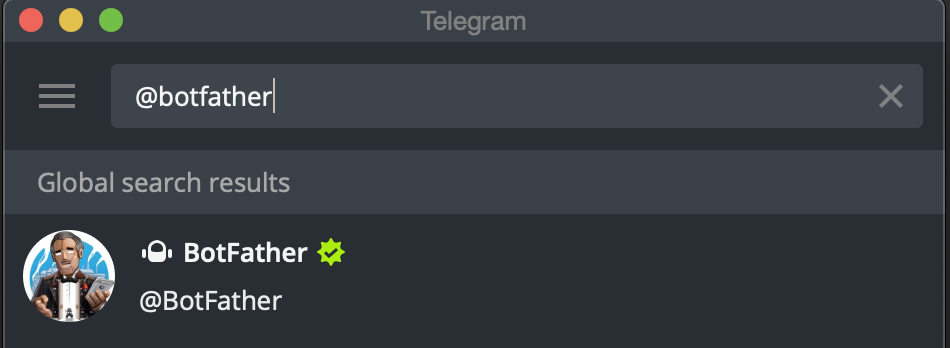 Telegram
@botfather
Global search results
BotFather
@BotFather